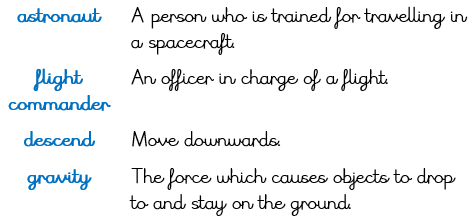 astronaut A person who is trained for travelling in
a spacecraft.
flight An officer in charge of a flight.
commander
descend Move downwards.
gravity The force which causes objects to drop
to and stay on the ground.